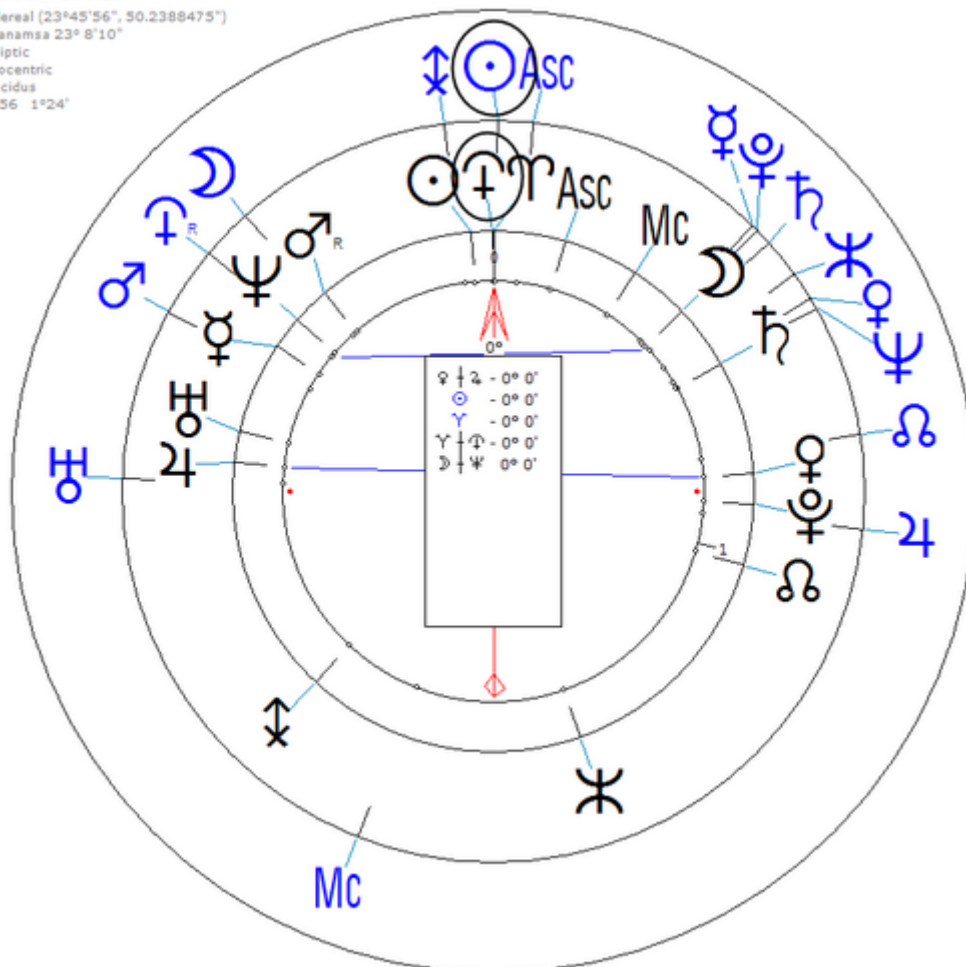 ereal (23°45'56", 50.2388475")
anamsa 23° 8'10"
iptic
ocentric
cidus
56 1°24'
☉ Asc
☿ ♇ ♄
☽
☉ ♈ Asc
Mc
R
♂ R
☽
♆
♂
♀
☿
♄
♆
0
0°
♀ ┼ ♃ - 0° 0'
☉ - 0° 0'
♈ - 0° 0'
♈ ┼ - 0° 0'
☽ ┼ ♆ 0° 0'
♅
☊
♀
♅
♃
♇
♃
1
☊
Mc